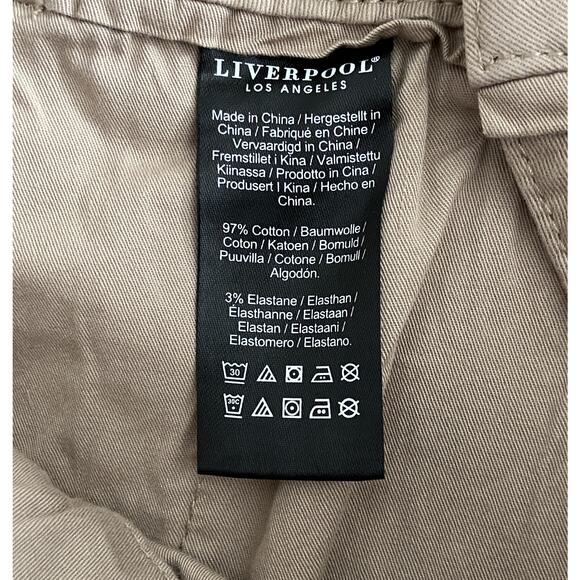 LIVERPOOL®
LOS ANGELES
Made in China / Hergestellt in
China / Fabriqué en Chine /
Vervaardigd in China /
Fremstillet i Kina / Valmistettu
Kiinassa / Prodotto in Cina /
Produsert I Kina / Hecho en
China.
97% Cotton / Baumwolle /
Coton / Katoen / Bomuld /
Puuvilla / Cotone / Bomull /
Algodón.
3% Elastane / Elasthan /
Élasthanne / Elastaan /
Elastan / Elastaani /
Elastomero / Elastano.
30
30C